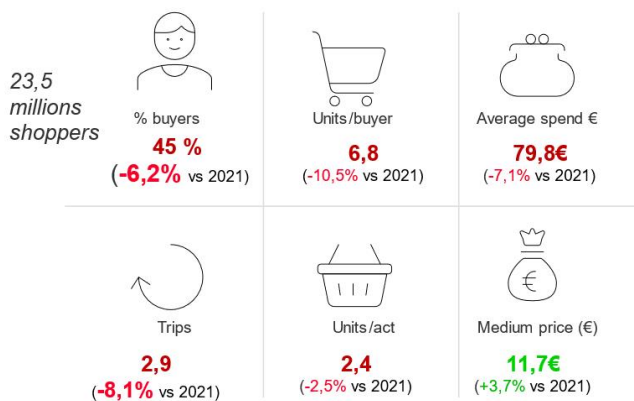 23,5
millions
shoppers
% buyers
45 %
(-6,2% vs 2021)
Units/buyer
6,8
(-10,5% vs 2021)
Average spend €
79,8€
(-7,1% vs 2021)
Trips
2,9
(-8,1% vs 2021)
Units/act
2,4
(-2,5% vs 2021)
€
Medium price (€)
11,7€
(+3,7% vs 2021)